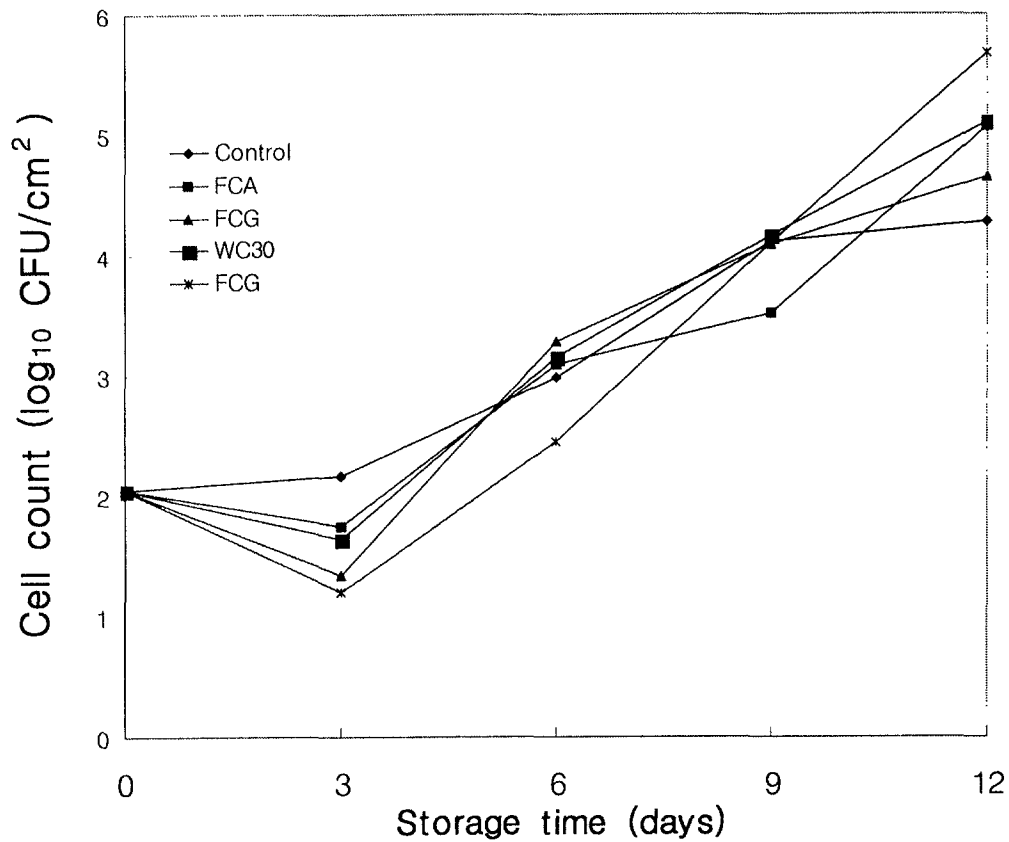 6
5
4
3
2
1
0
Cell count (log10 CFU/cm2)
Control
FCA
FCG
WC30
FCG
0 3 6 9 12
Storage time (days)